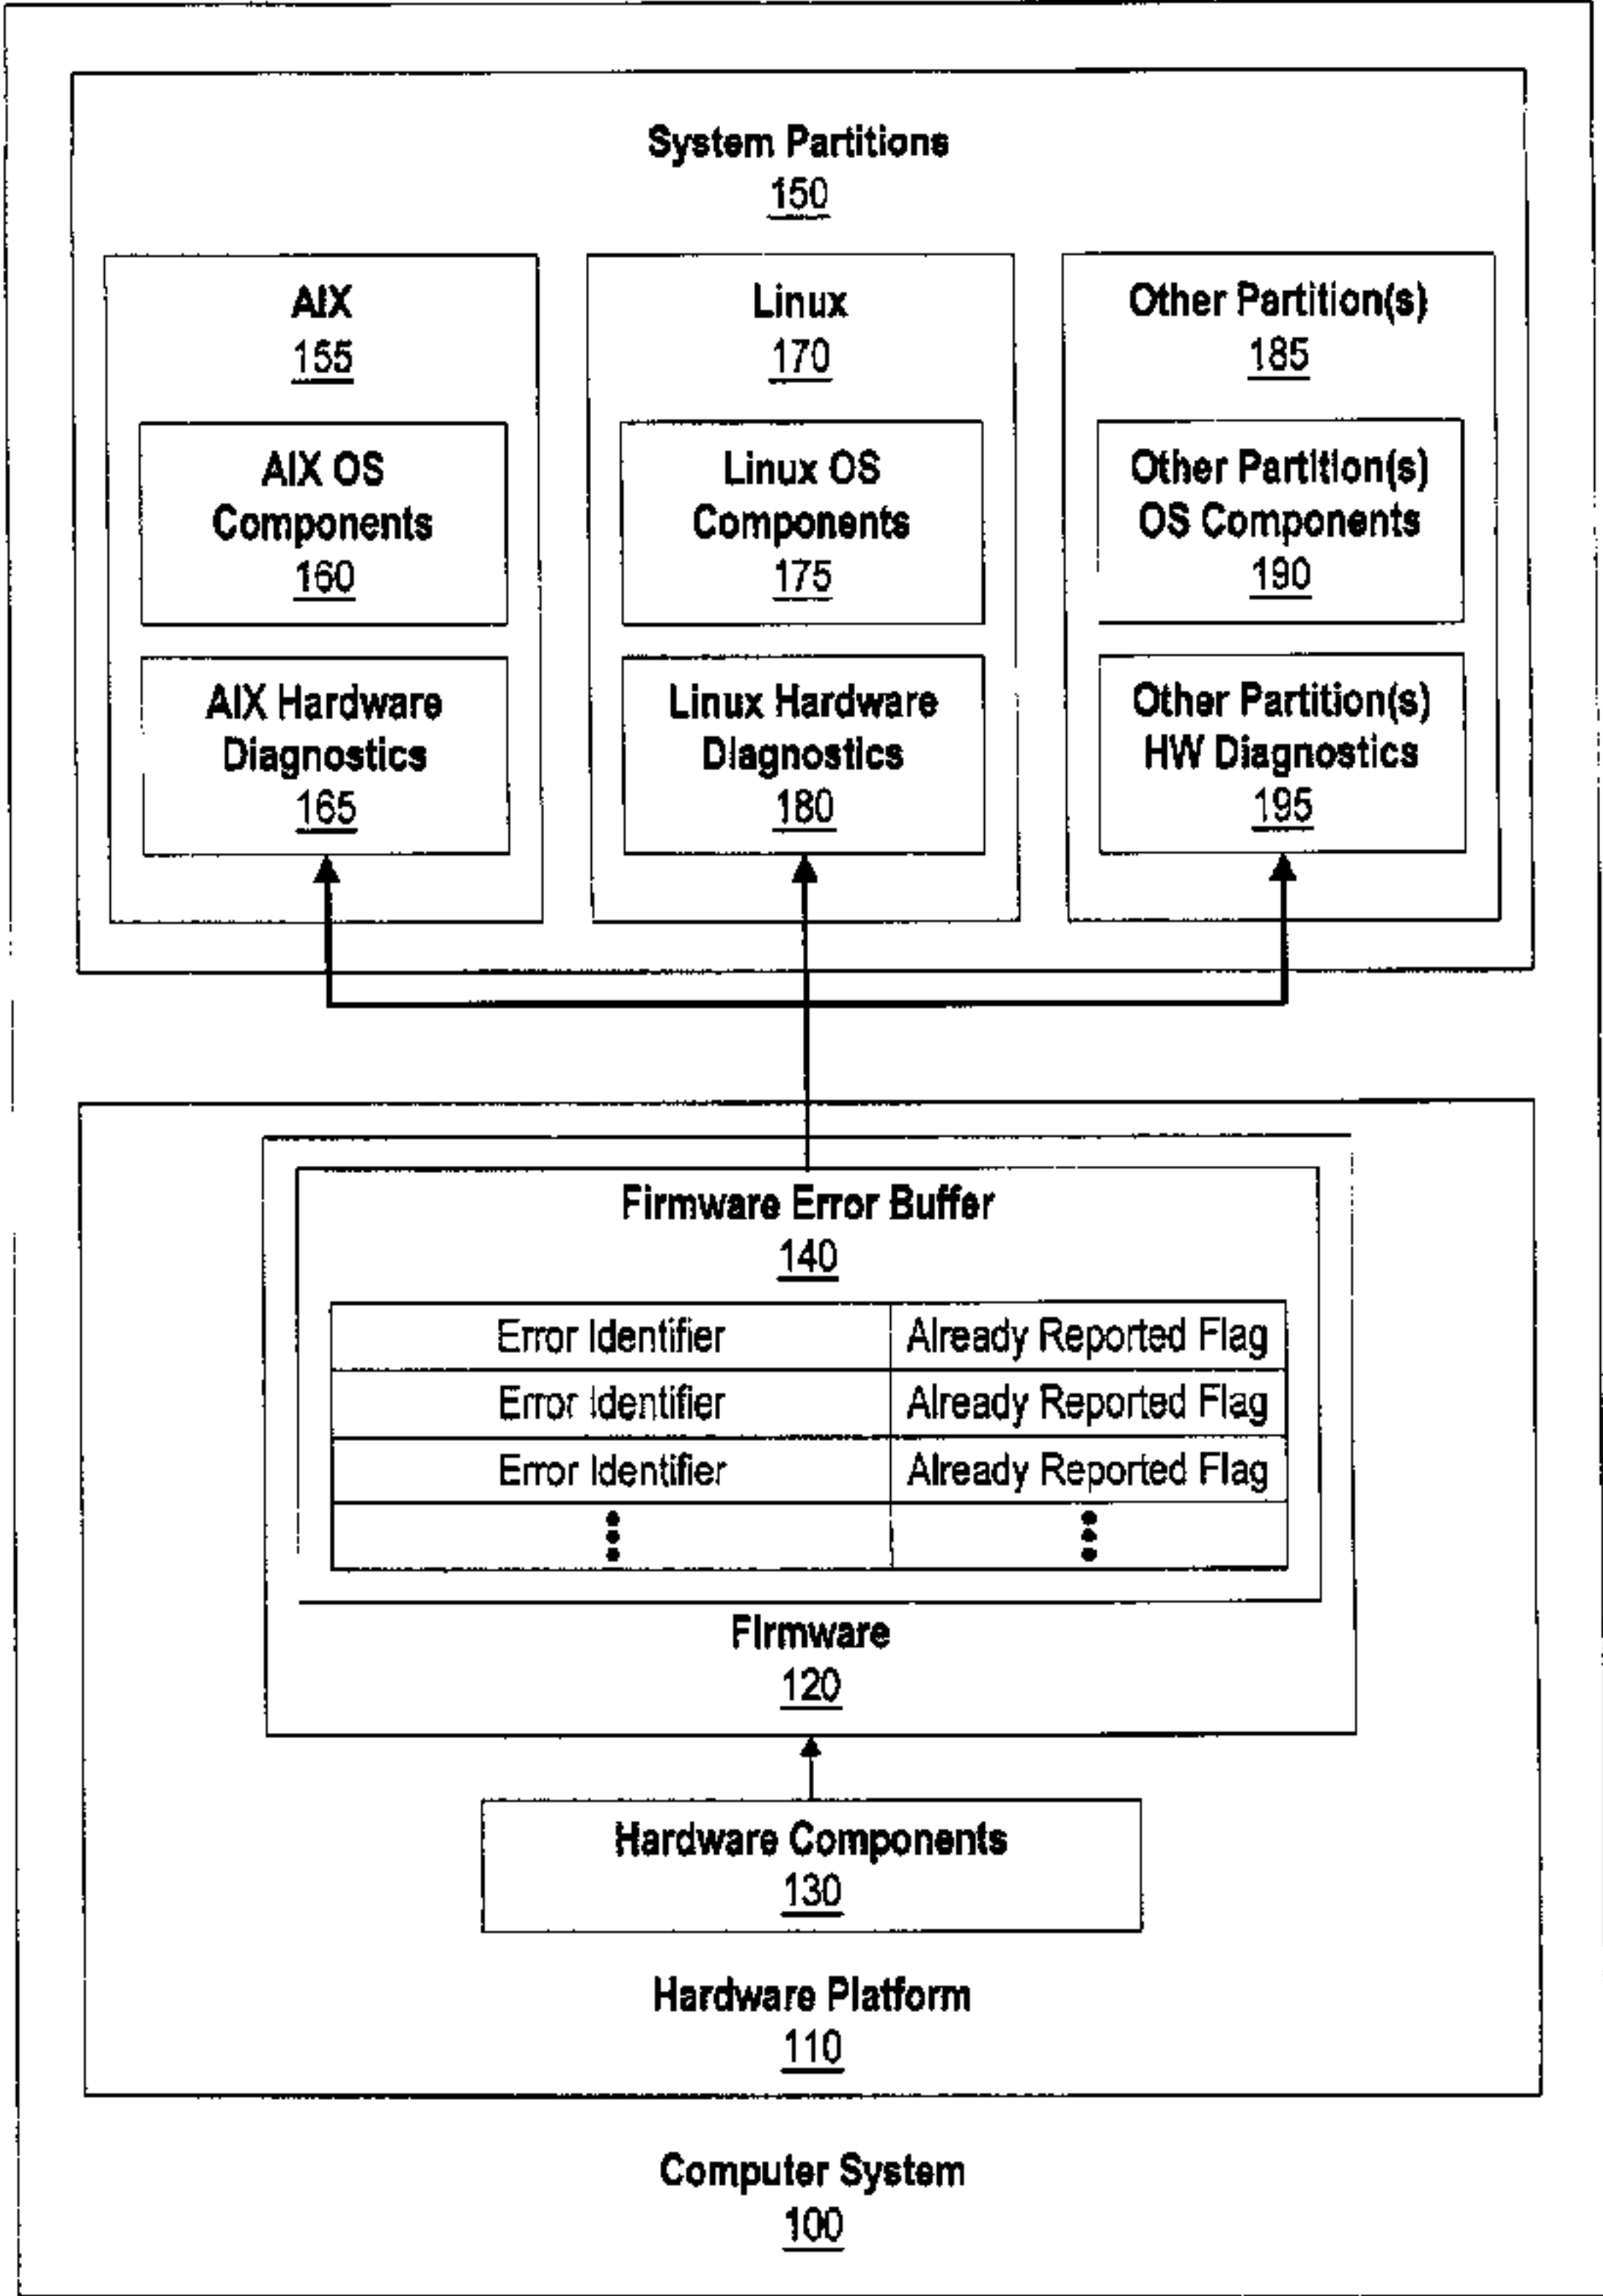 System Partitions
150
AIX
155
AIX OS
Components
160
AIX Hardware
Diagnostics
165
Linux
170
Linux OS
Components
175
Linux Hardware
Diagnostics
180
Other Partition(s)
185
Other Partition(s)
OS Components
190
Other Partition(s)
HW Diagnostics
195
Firmware Error Buffer
140
Error Identifier Already Reported Flag
Error Identifier Already Reported Flag
Error Identifier Already Reported Flag
Firmware
120
Hardware Components
130
Hardware Platform
110
Computer System
100